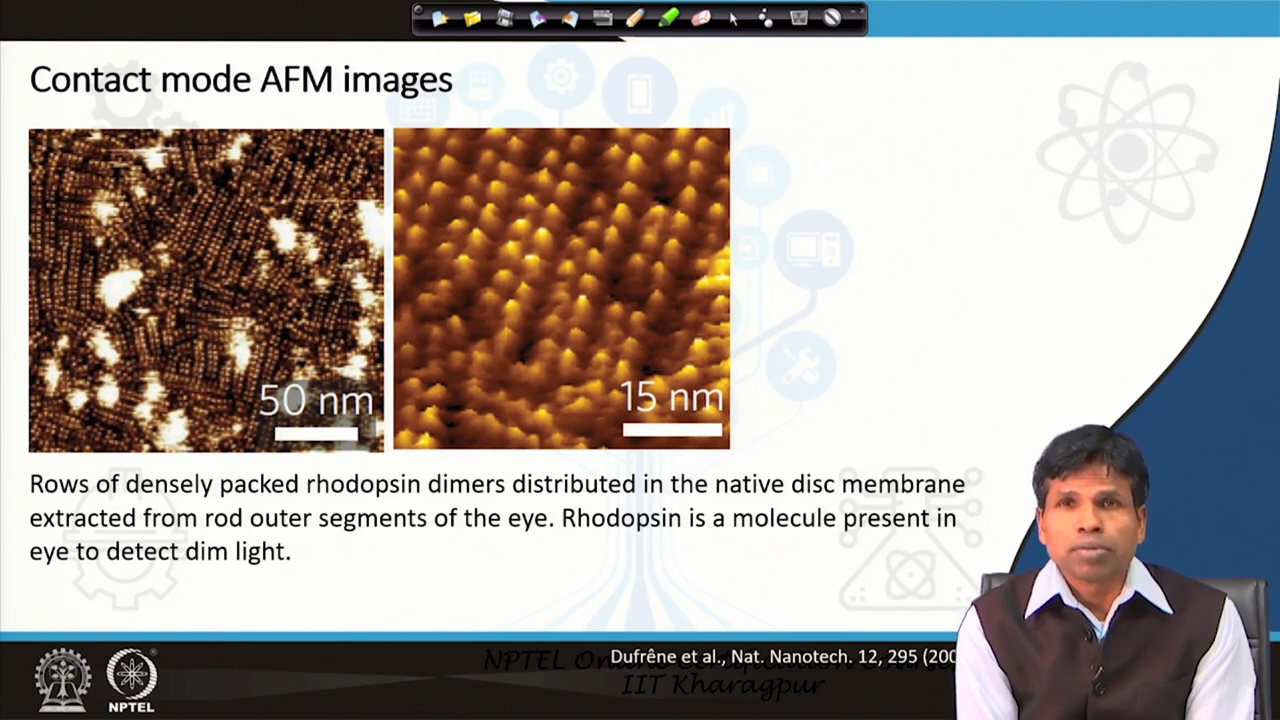 Contact mode AFM images
50 nm
15 nm
Rows of densely packed rhodopsin dimers distributed in the native disc membrane
extracted from rod outer segments of the eye. Rhodopsin is a molecule present in
eye to detect dim light.
Dufrêne et al., Nat. Nanotech. 12, 295 (200
NPTEL
NPTEL
IIT Kharagpur